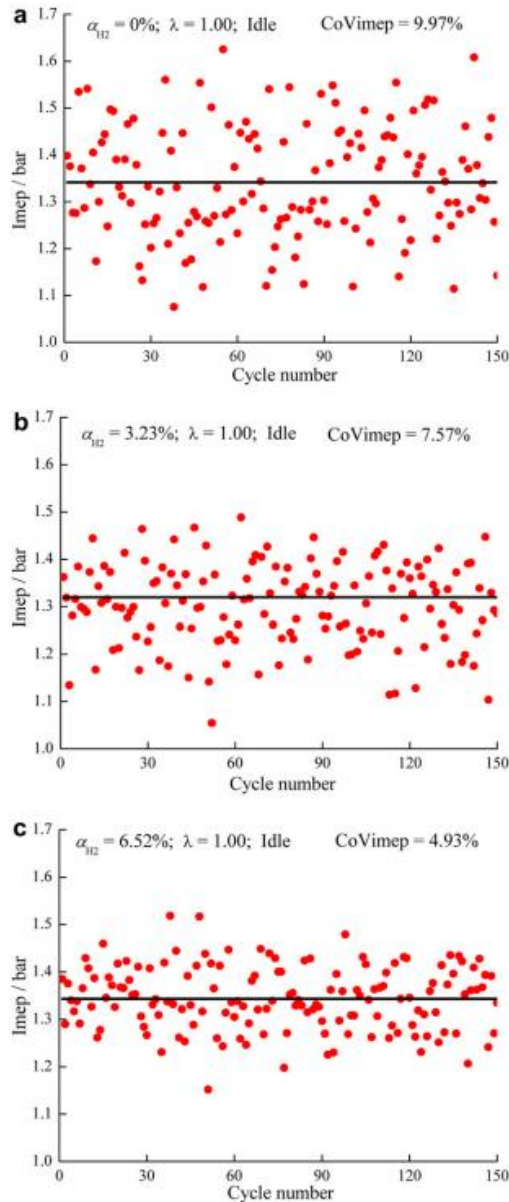 a
α_H2 = 0%; λ = 1.00; Idle CoVimep = 9.97%
1.7
1.6
1.5
1.4
1.3
1.2
1.1
1.0
Imep / bar
0 30 60 90 120 150
Cycle number
b
α_H2 = 3.23%; λ = 1.00; Idle CoVimep = 7.57%
1.7
1.6
1.5
1.4
1.3
1.2
1.1
1.0
Imep / bar
0 30 60 90 120 150
Cycle number
c
α_H2 = 6.52%; λ = 1.00; Idle CoVimep = 4.93%
1.7
1.6
1.5
1.4
1.3
1.2
1.1
1.0
Imep / bar
0 30 60 90 120 150
Cycle number